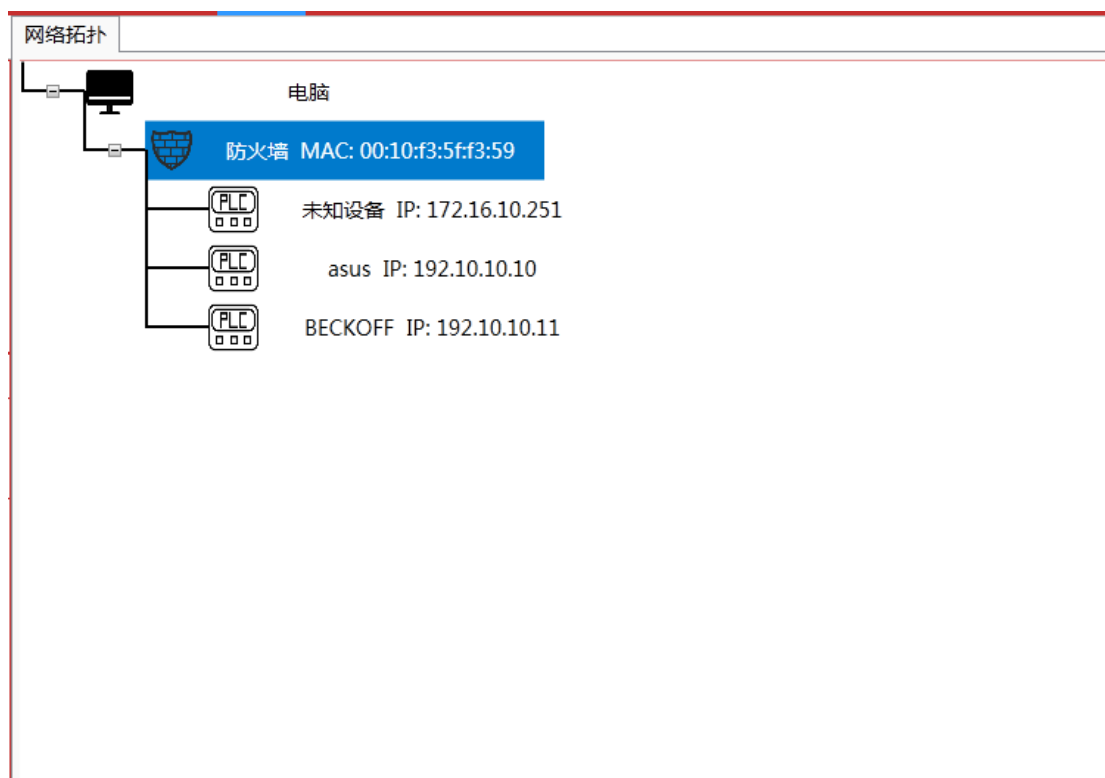 网络拓扑
电脑
防火墙 MAC: 00:10:f3:5f:f3:59
PLC 未知设备 IP: 172.16.10.251
PLC asus IP: 192.10.10.10
PLC BECKOFF IP: 192.10.10.11